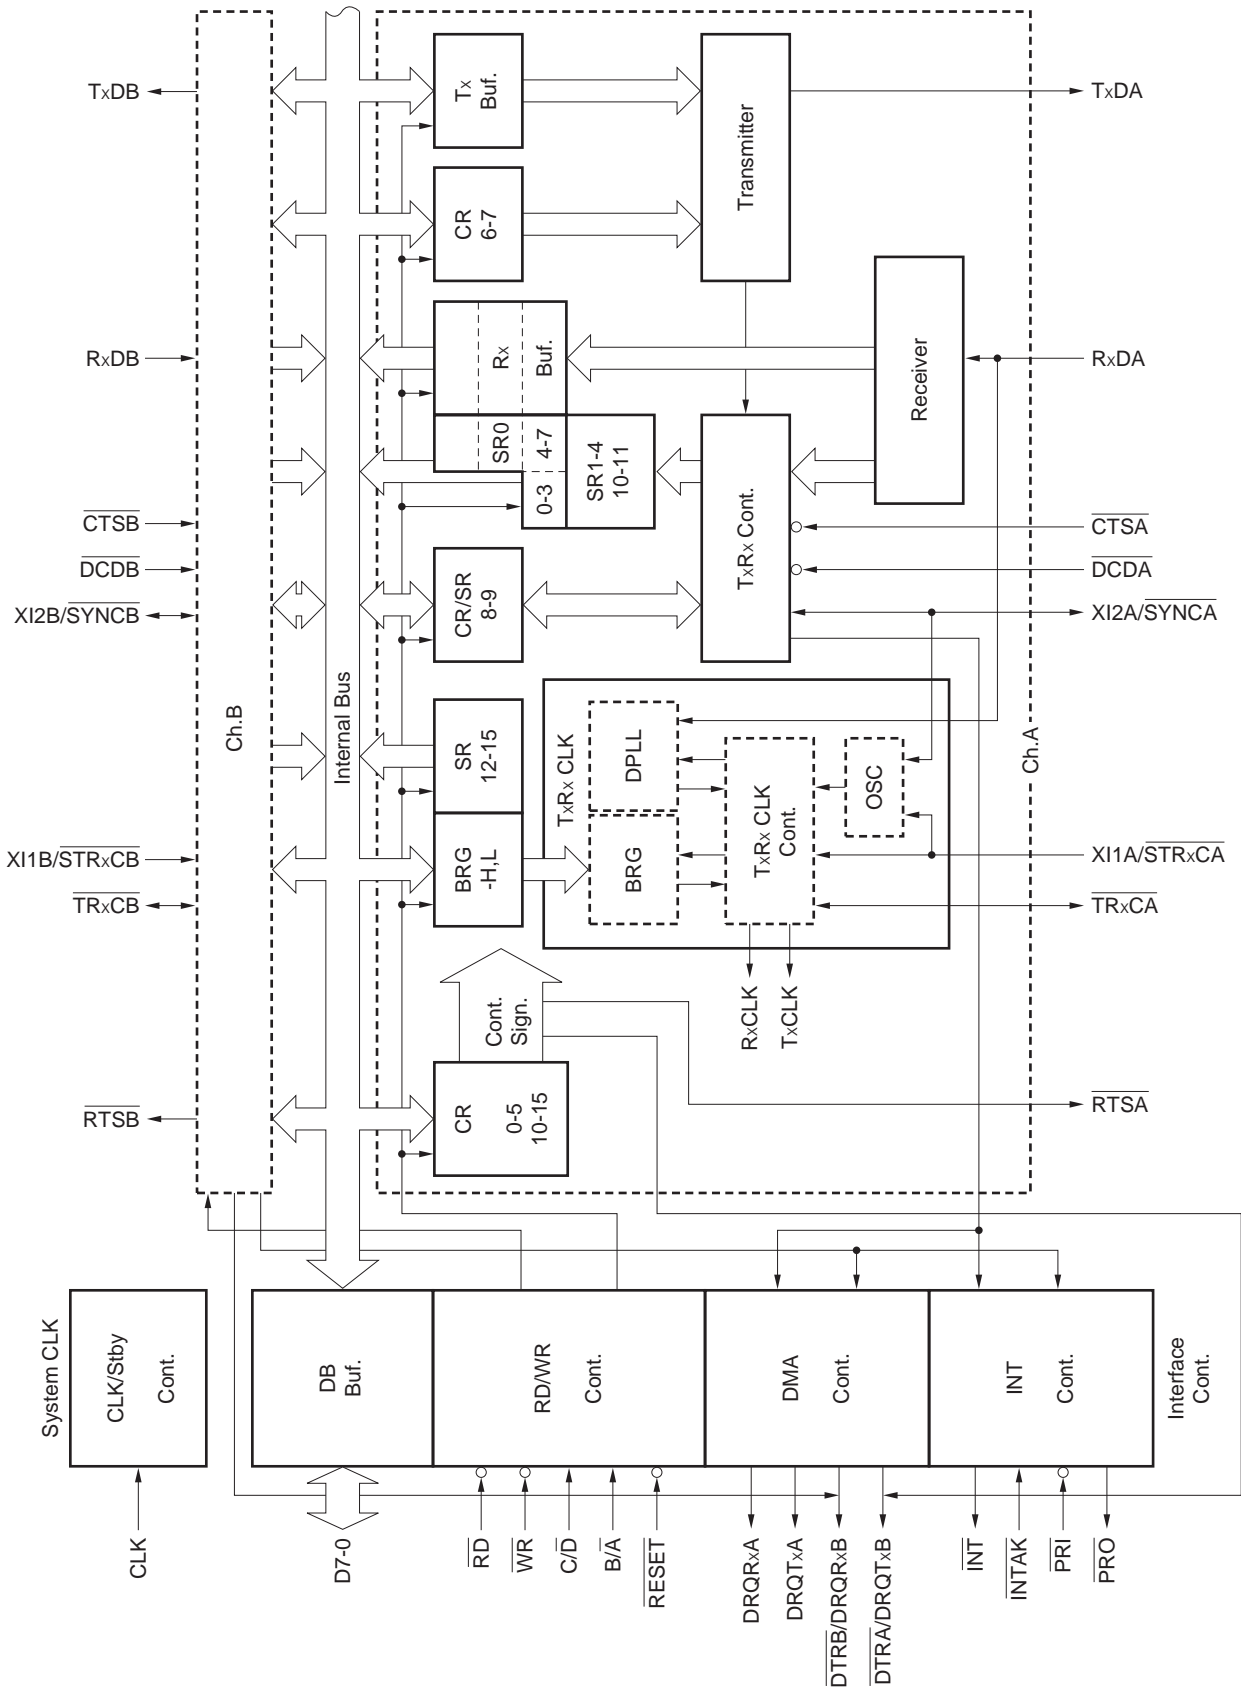 TxDB
TxDA
Tx
Buf.
Transmitter
CR
6-7
RxDB
RxDA
Rx
Buf.
Receiver
SR0
4-7
0-3
SR1-4
10-11
TxRx Cont.
CTSB
CTSA
DCDB
DCDA
XI2B/SYNCB
XI2A/SYNCA
CR/SR
8-9
Ch.B
Internal Bus
Ch.A
SR
12-15
TxRx CLK
DPLL
OSC
TxRx CLK
Cont.
BRG
-H,L
BRG
XI1B/STRxCB
XI1A/STRxCA
TRxCB
TRxCA
RxCLK
TxCLK
Cont.
Sign.
RTSB
RTSA
CR
0-5
10-15
System CLK
CLK/Stby
Cont.
DB
Buf.
RD/WR
Cont.
DMA
Cont.
INT
Cont.
Interface
Cont.
CLK
D7-0
RD
WR
C/D
B/A
RESET
DRQRxA
DRQTxA
DTRB/DRQRxB
DTRA/DRQTxB
INT
INTAK
PRI
PRO